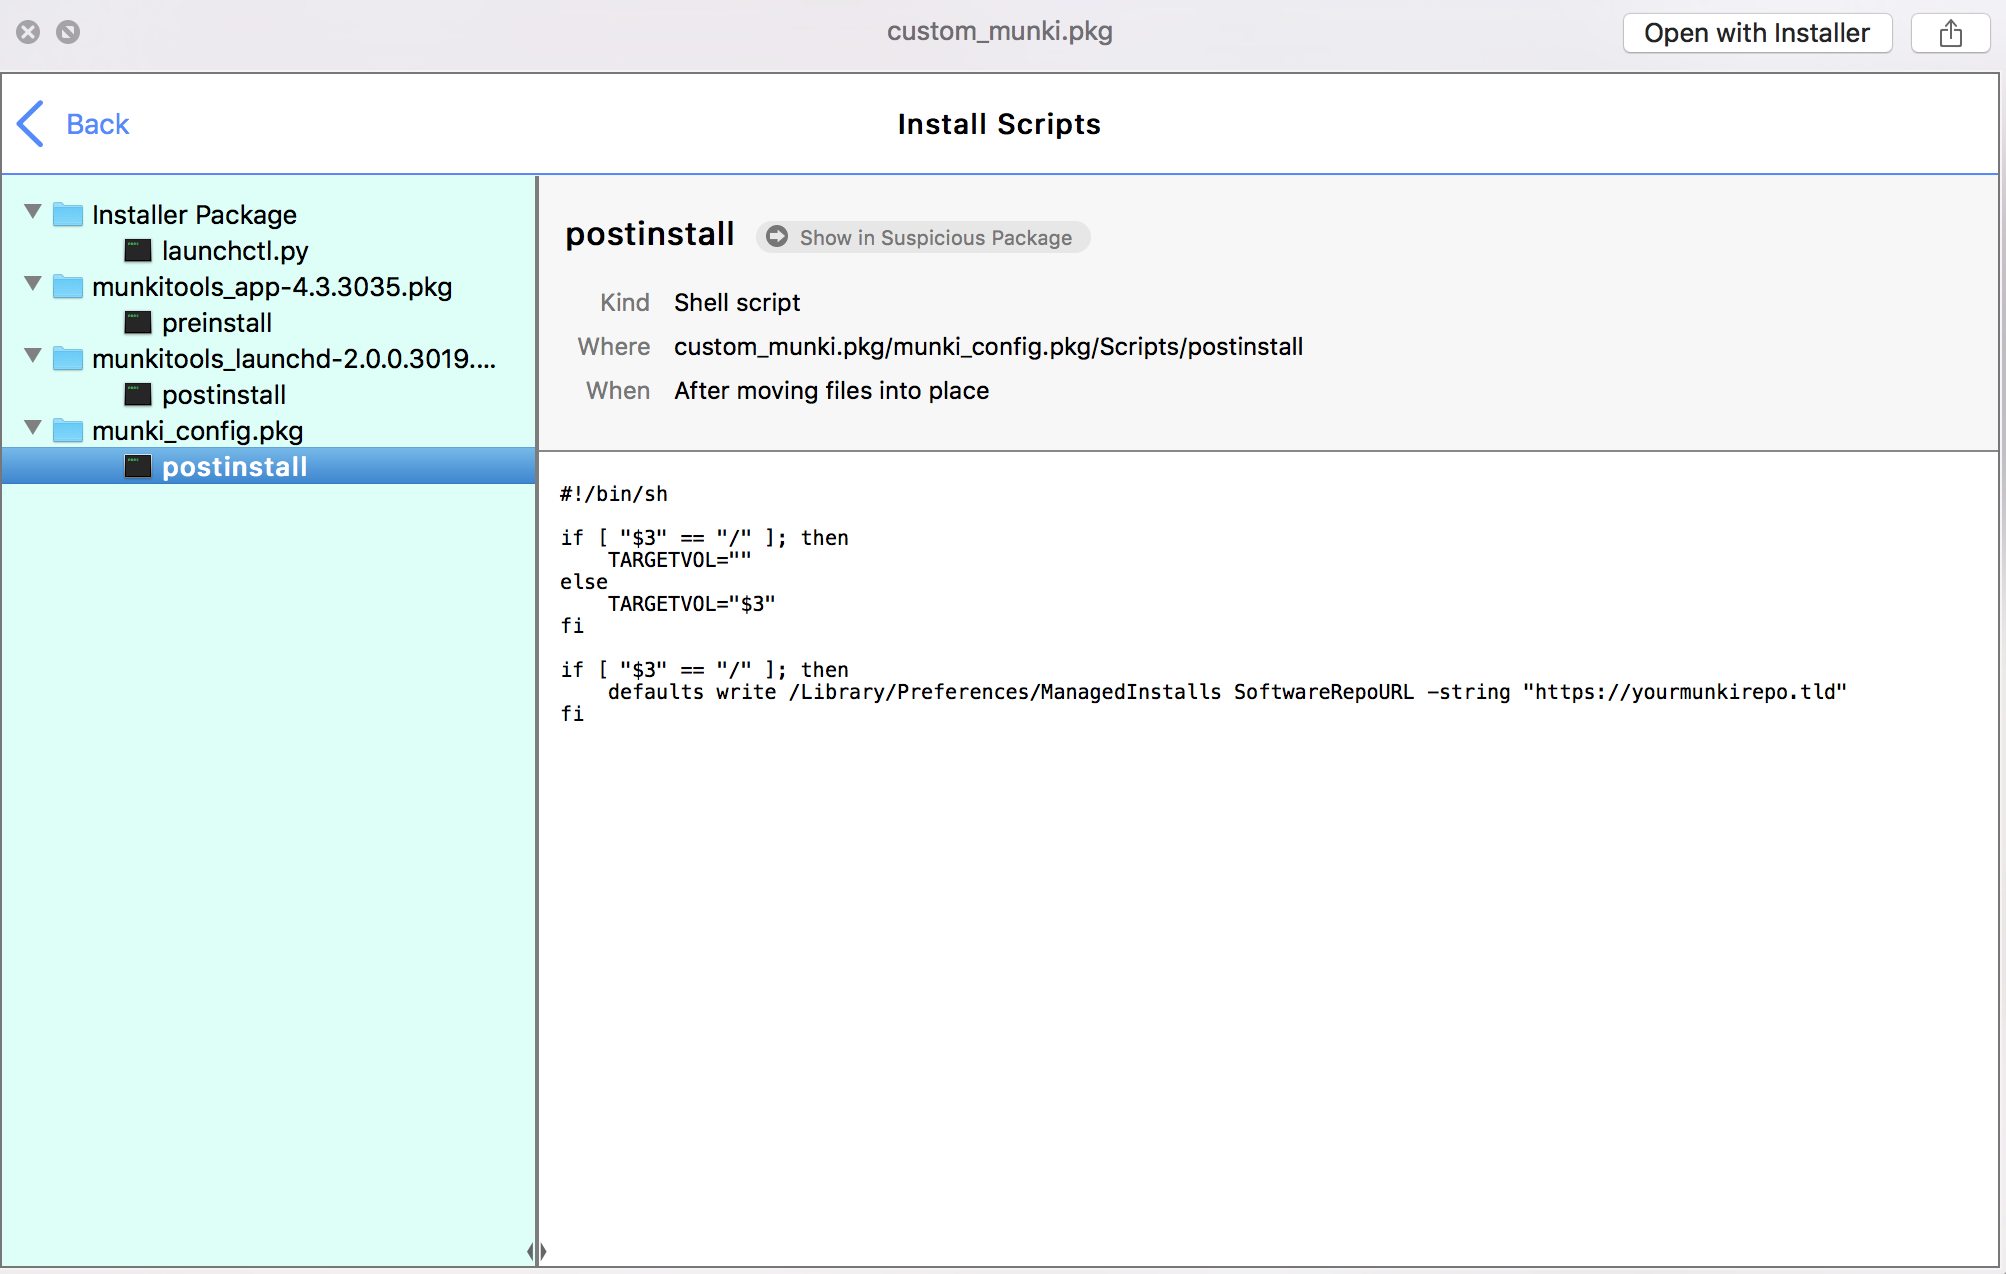 custom_munki.pkg
Open with Installer
Back
Install Scripts
Installer Package
launchctl.py
munkitools_app-4.3.3035.pkg
preinstall
munkitools_launchd-2.0.0.3019....
postinstall
munki_config.pkg
postinstall
postinstall
Show in Suspicious Package
Kind Shell script
Where custom_munki.pkg/munki_config.pkg/Scripts/postinstall
When After moving files into place
#!/bin/sh
if [ "$3" == "/" ]; then
    TARGETVOL=""
else
    TARGETVOL="$3"
fi
if [ "$3" == "/" ]; then
    defaults write /Library/Preferences/ManagedInstalls SoftwareRepoURL -string "https://yourmunkirepo.tld"
fi